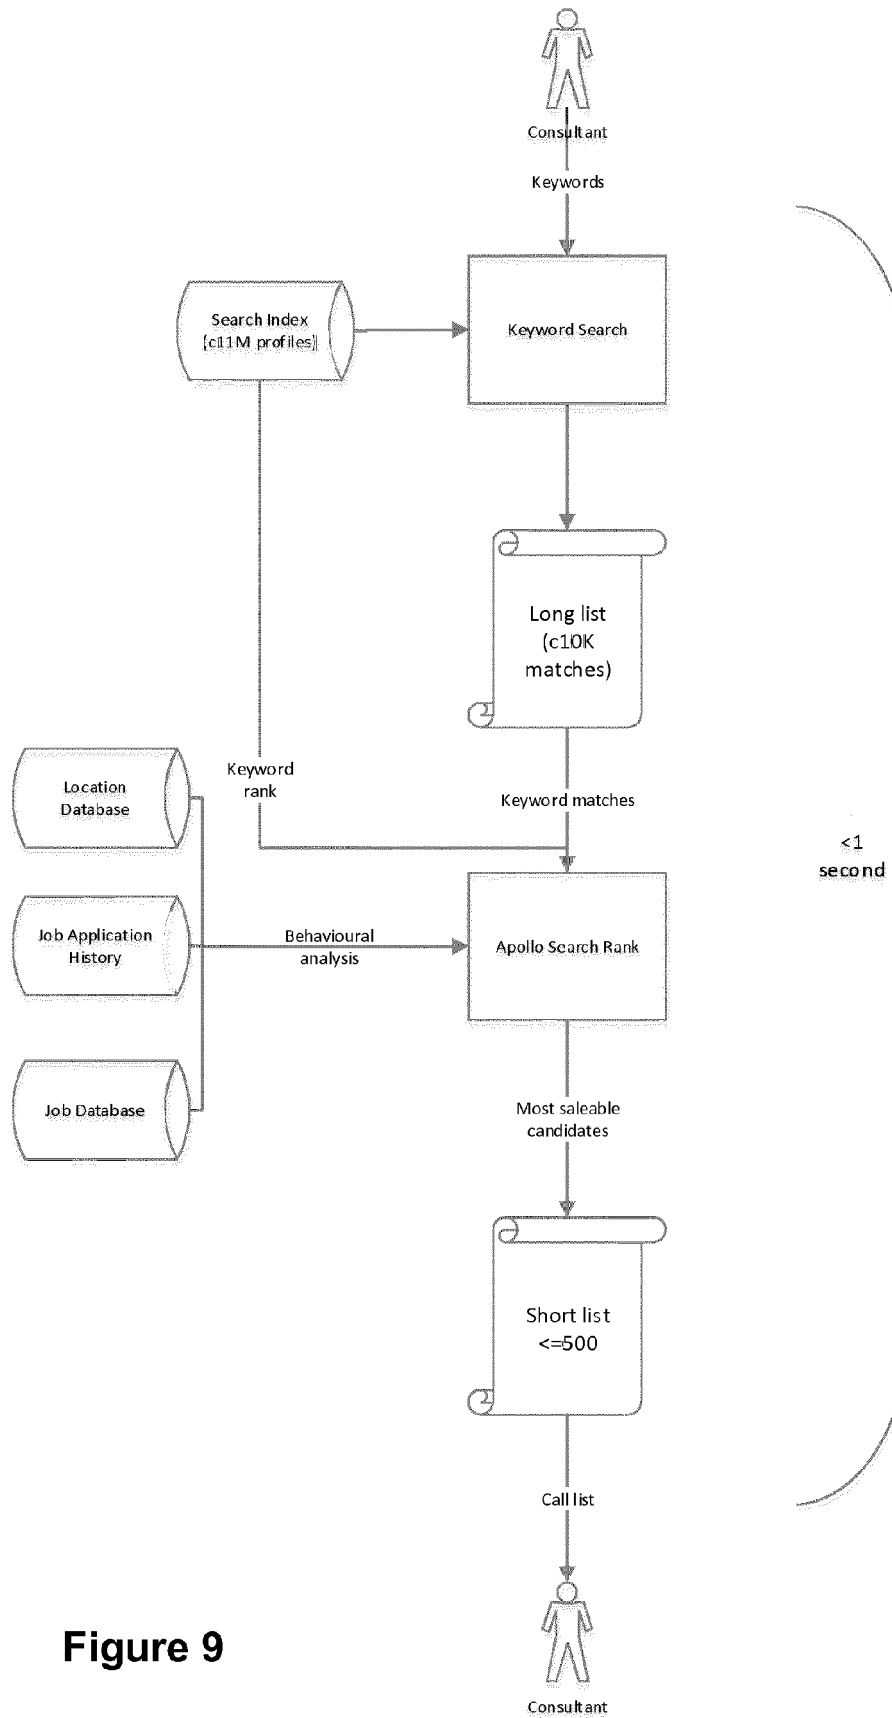 Consultant
Keywords
Search Index
(c11M profiles)
Keyword Search
Long list
(c10K
matches)
Keyword
rank
Keyword matches
Location
Database
<1
second
Job Application
History
Behavioural
analysis
Apollo Search Rank
Job Database
Most saleable
candidates
Short list
<=500
Call list
Figure 9
Consultant